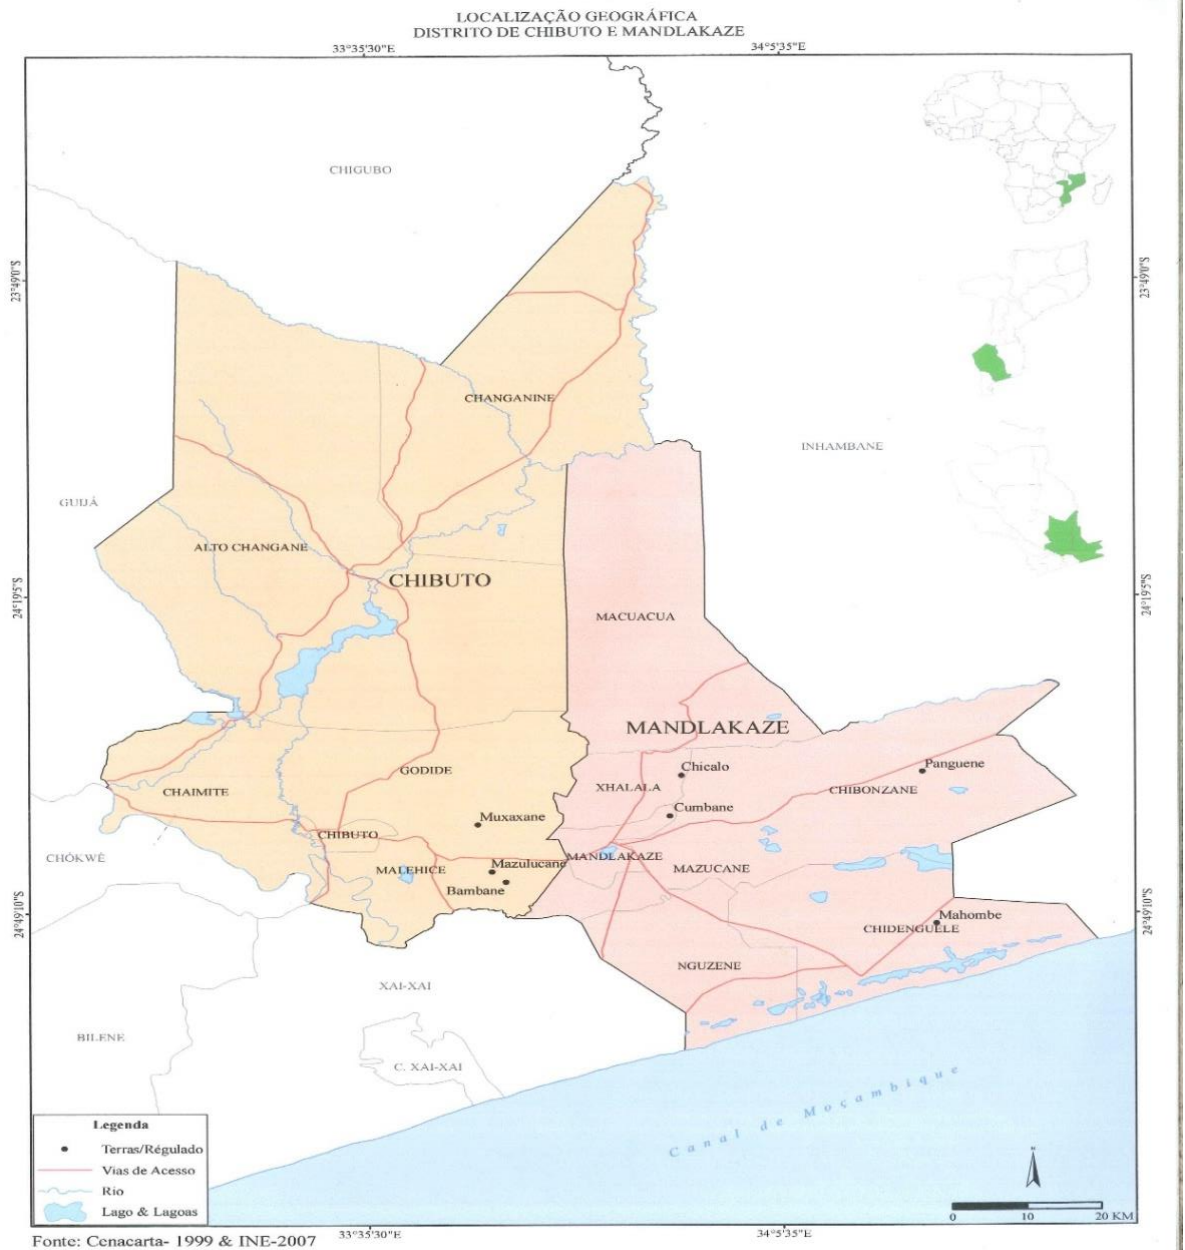 LOCALIZAÇÃO GEOGRÁFICA
DISTRITO DE CHIBUTO E MANDLAKAZE
33°35'30"E
34°5'35"E
CHIGUBO
23°49'0"S
23°49'0"S
CHANGANINE
INHAMBANE
GUIJÁ
ALTO CHANGANE
CHIBUTO
24°19'5"S
24°19'5"S
MACUACUA
MANDLAKAZE
Chicalo
Panguene
GODIDE
XHALALA
CHIBONZANE
CHAIMITE
Cumbane
Muxaxane
CHIBUTO
CHÓKWÈ
MANDLAKAZE
Mazulucane
MALEHICE
MAZUCANE
Bambane
24°49'10"S
24°49'10"S
Mahombe
CHIDENGUELE
NGUZENE
XAI-XAI
BILENE
C. XAI-XAI
Canal de Moçambique
Legenda
Terras/Régulado
Vias de Acesso
Rio
Lago & Lagoas
N
0 10 20 KM
33°35'30"E
34°5'35"E
Fonte: Cenacarta- 1999 & INE-2007